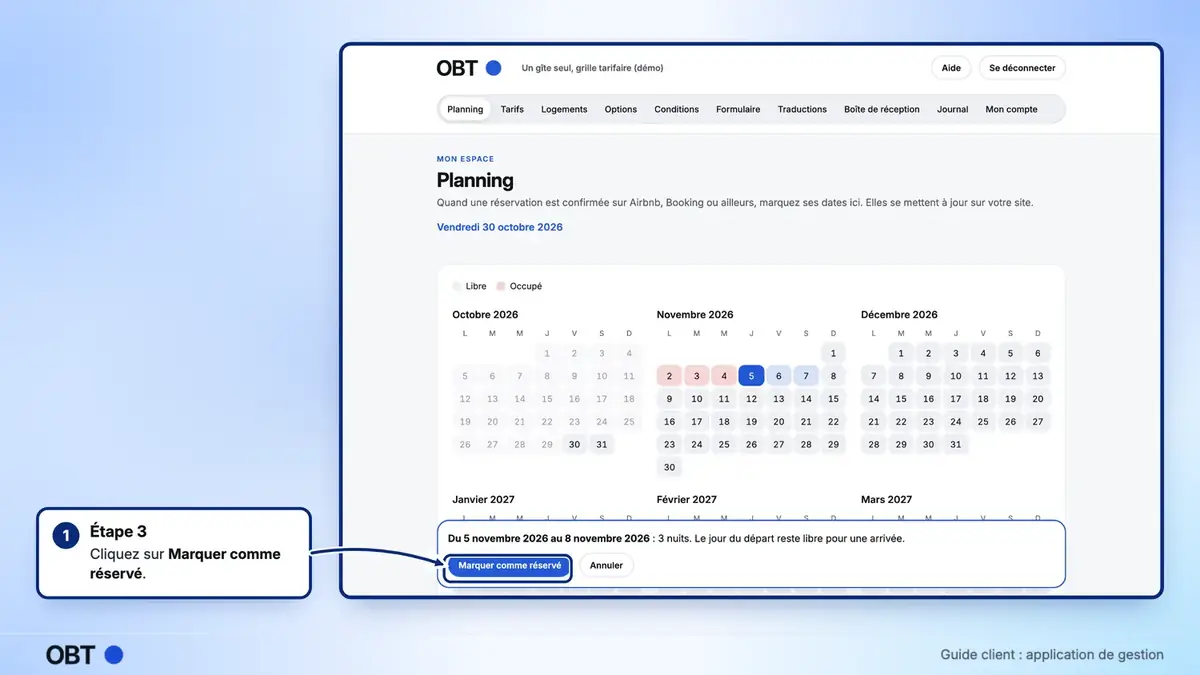 OBT
Un gîte seul, grille tarifaire (démo)
Aide
Se déconnecter
Planning Tarifs Logements Options Conditions Formulaire Traductions Boîte de réception Journal Mon compte
MON ESPACE
Planning
Quand une réservation est confirmée sur Airbnb, Booking ou ailleurs, marquez ses dates ici. Elles se mettent à jour sur votre site.
Vendredi 30 octobre 2026
Libre Occupé
Octobre 2026
L M M J V S D
1 2 3 4
5 6 7 8 9 10 11
12 13 14 15 16 17 18
19 20 21 22 23 24 25
26 27 28 29 30 31
Novembre 2026
L M M J V S D
1
2 3 4 5 6 7 8
9 10 11 12 13 14 15
16 17 18 19 20 21 22
23 24 25 26 27 28 29
30
Décembre 2026
L M M J V S D
1 2 3 4 5 6
7 8 9 10 11 12 13
14 15 16 17 18 19 20
21 22 23 24 25 26 27
28 29 30 31
Janvier 2027
L M M J V S D
Février 2027
L M M J V S D
Mars 2027
L M M J V S D
Du 5 novembre 2026 au 8 novembre 2026 : 3 nuits. Le jour du départ reste libre pour une arrivée.
Marquer comme réservé
Annuler
1
Étape 3
Cliquez sur Marquer comme
réservé.
OBT
Guide client : application de gestion